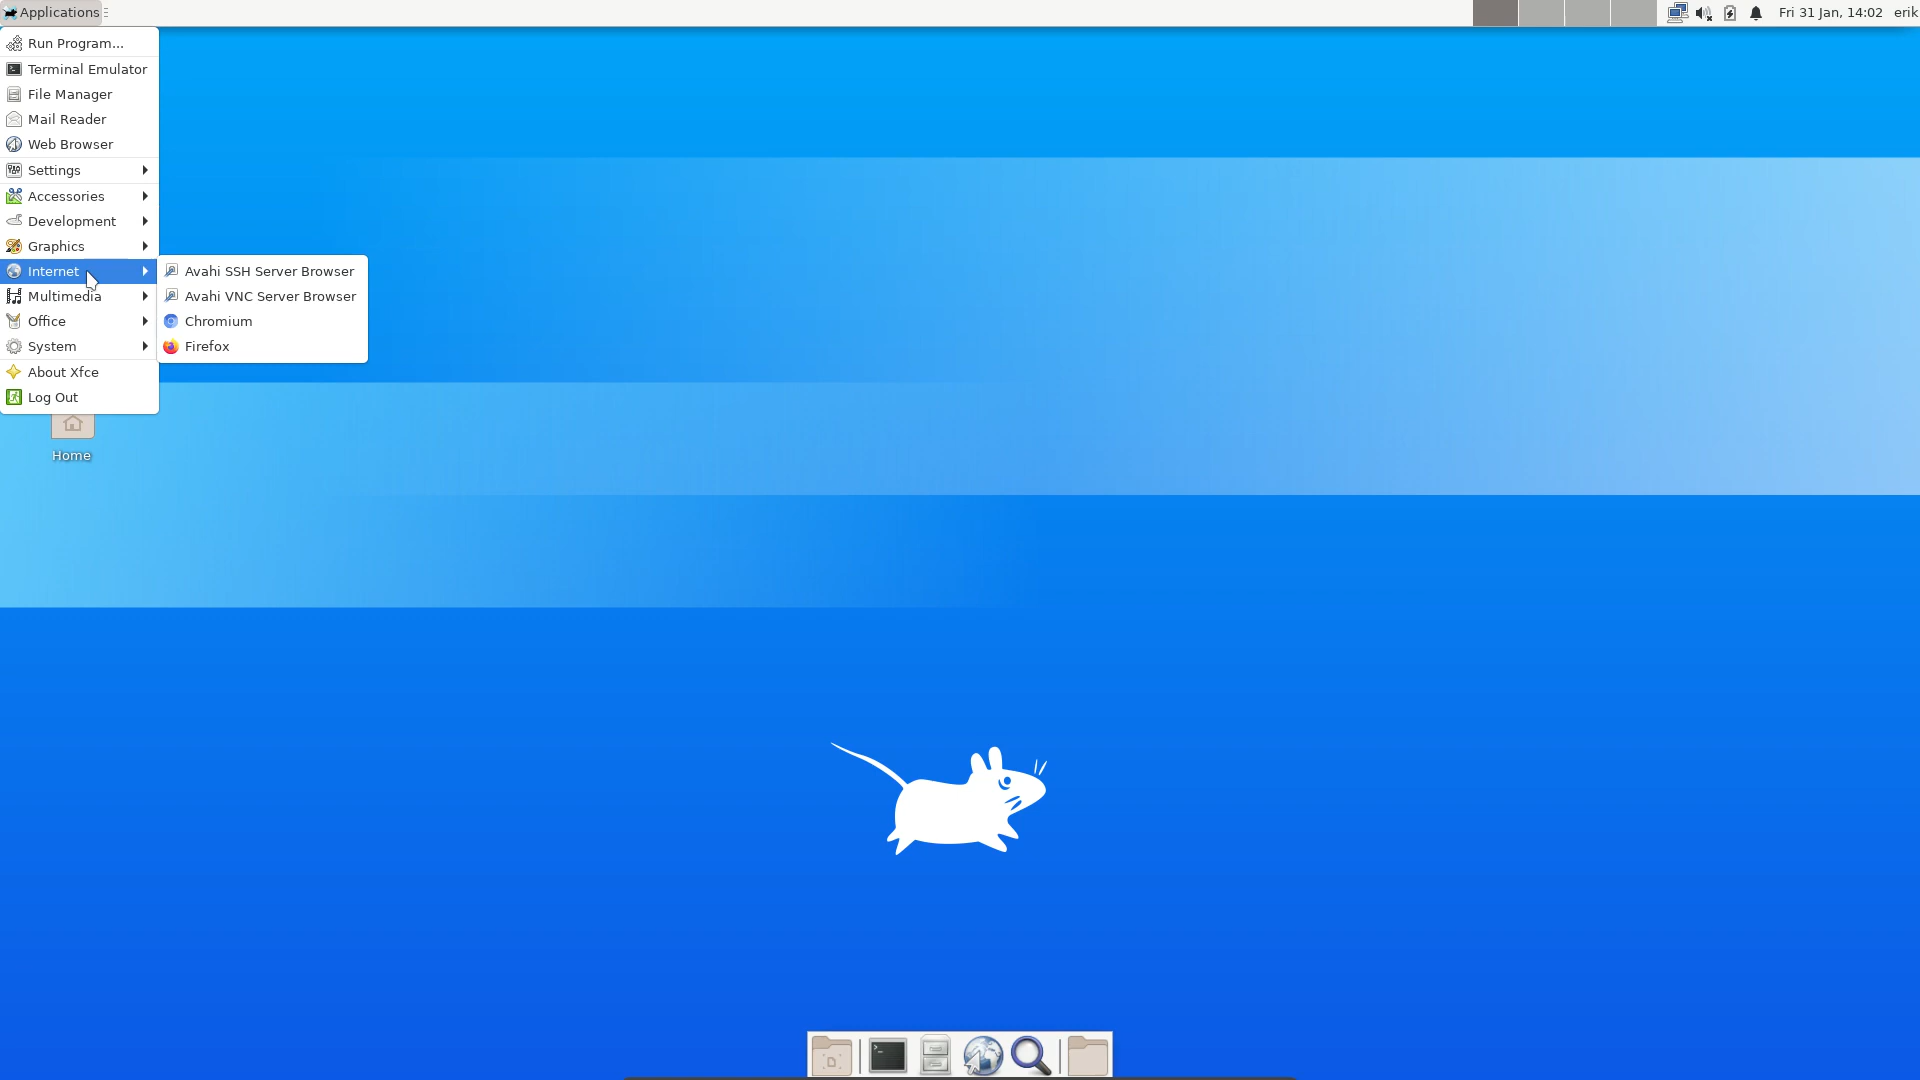 Applications
Fri 31 Jan, 14:02
erik
Run Program...
Terminal Emulator
File Manager
Mail Reader
Web Browser
Settings
Accessories
Development
Graphics
Internet
Multimedia
Office
System
About Xfce
Log Out
Avahi SSH Server Browser
Avahi VNC Server Browser
Chromium
Firefox
Home